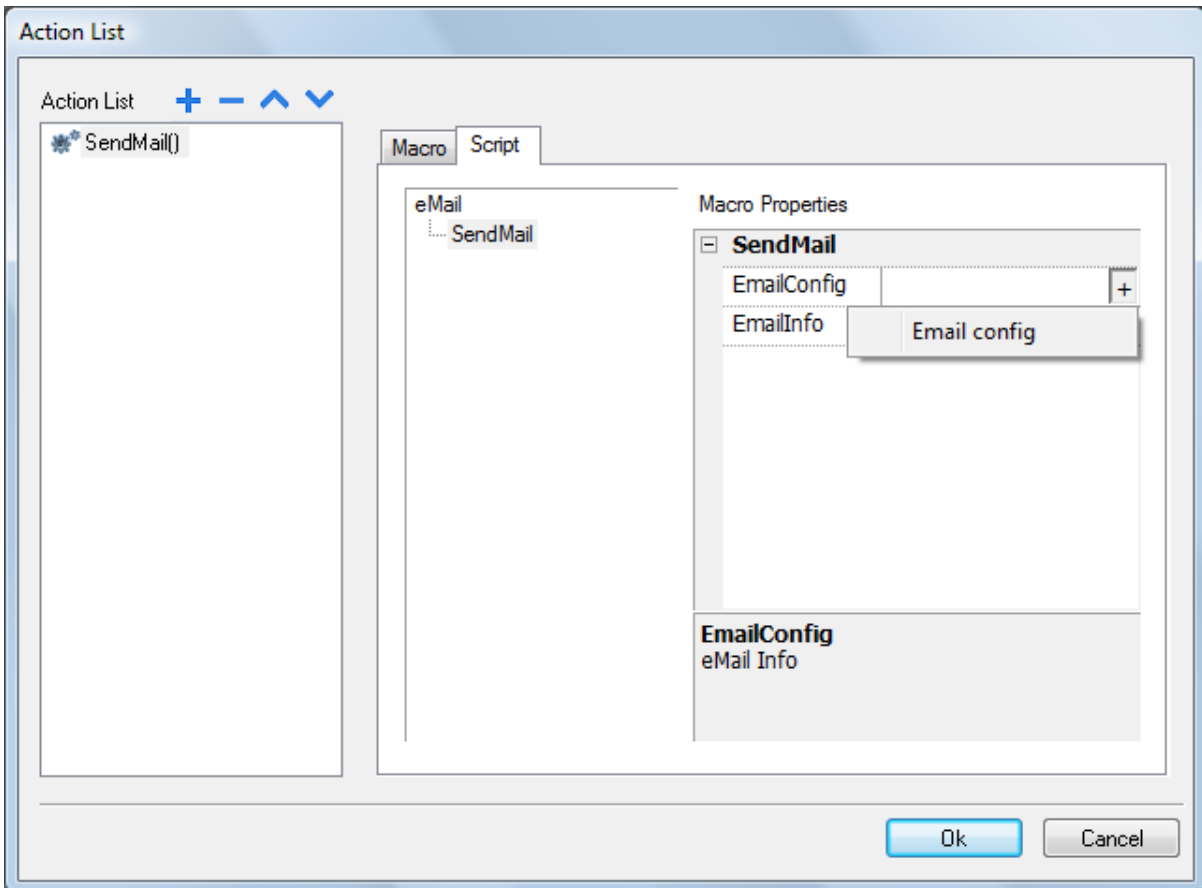 Action List
Action List
SendMail()
Macro
Script
eMail
SendMail
Macro Properties
SendMail
EmailConfig
+
EmailInfo
Email config
EmailConfig
eMail Info
Ok
Cancel